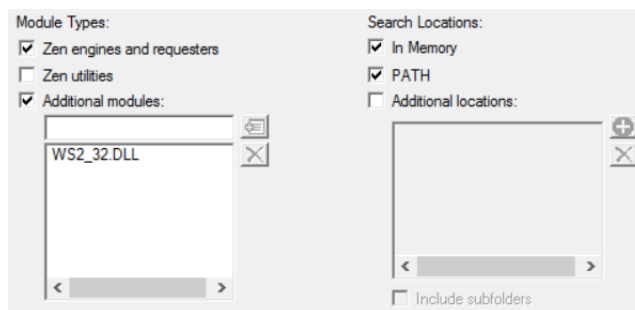 Module Types:
Zen engines and requesters
Zen utilities
Additional modules:
WS2_32.DLL
Search Locations:
In Memory
PATH
Additional locations:
Include subfolders